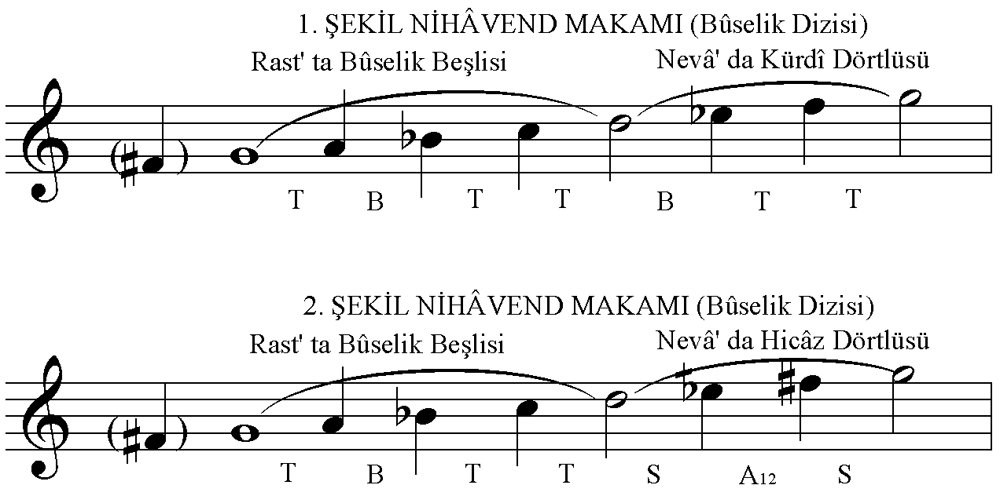 1. ŞEKİL NİHÂVEND MAKAMI (Bûselik Dizisi)
Rast' ta Bûselik Beşlisi Nevâ' da Kürdî Dörtlüsü
T B T T B T T
2. ŞEKİL NİHÂVEND MAKAMI (Bûselik Dizisi)
Rast' ta Bûselik Beşlisi Nevâ' da Hicâz Dörtlüsü
T B T T S A12 S